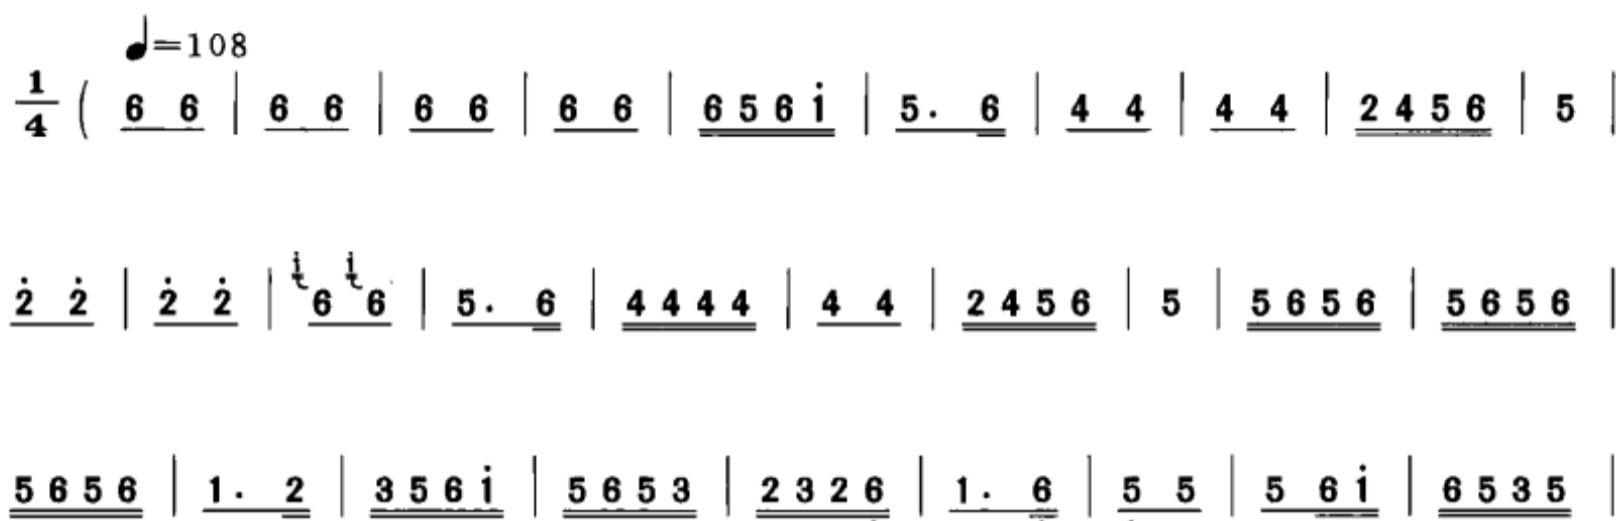 ♩=108
1/4 ( 6 6 | 6 6 | 6 6 | 6 6 | 6 5 6 i̇ | 5. 6 | 4 4 | 4 4 | 2 4 5 6 | 5 |
2̇ 2̇ | 2̇ 2̇ | i̇ 6 i̇ 6 | 5. 6 | 4 4 4 4 | 4 4 | 2 4 5 6 | 5 | 5 6 5 6 | 5 6 5 6 |
5 6 5 6 | 1. 2 | 3 5 6 i̇ | 5 6 5 3 | 2 3 2 6 | 1. 6 | 5 5 | 5 6 i̇ | 6 5 3 5 |